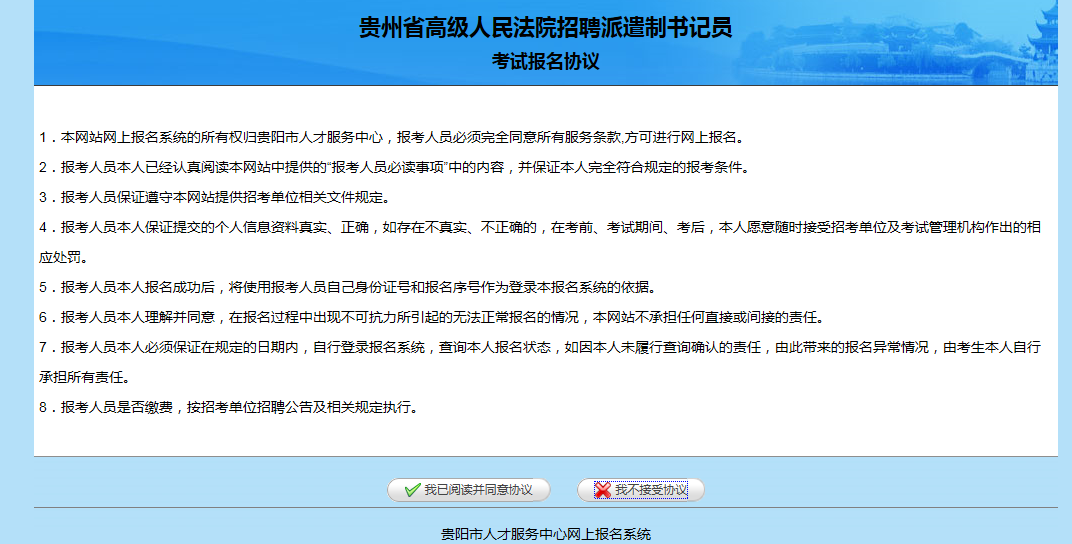 贵州省高级人民法院招聘派遣制书记员
考试报名协议
1．本网站网上报名系统的所有权归贵阳市人才服务中心，报考人员必须完全同意所有服务条款,方可进行网上报名。
2．报考人员本人已经认真阅读本网站中提供的“报考人员必读事项”中的内容，并保证本人完全符合规定的报考条件。
3．报考人员保证遵守本网站提供招考单位相关文件规定。
4．报考人员本人保证提交的个人信息资料真实、正确，如存在不真实、不正确的，在考前、考试期间、考后，本人愿意随时接受招考单位及考试管理机构作出的相
应处罚。
5．报考人员本人报名成功后，将使用报考人员自己身份证号和报名序号作为登录本报名系统的依据。
6．报考人员本人理解并同意，在报名过程中出现不可抗力所引起的无法正常报名的情况，本网站不承担任何直接或间接的责任。
7．报考人员本人必须保证在规定的日期内，自行登录报名系统，查询本人报名状态，如因本人未履行查询确认的责任，由此带来的报名异常情况，由考生本人自行
承担所有责任。
8．报考人员是否缴费，按招考单位招聘公告及相关规定执行。
我已阅读并同意协议 我不接受协议
贵阳市人才服务中心网上报名系统